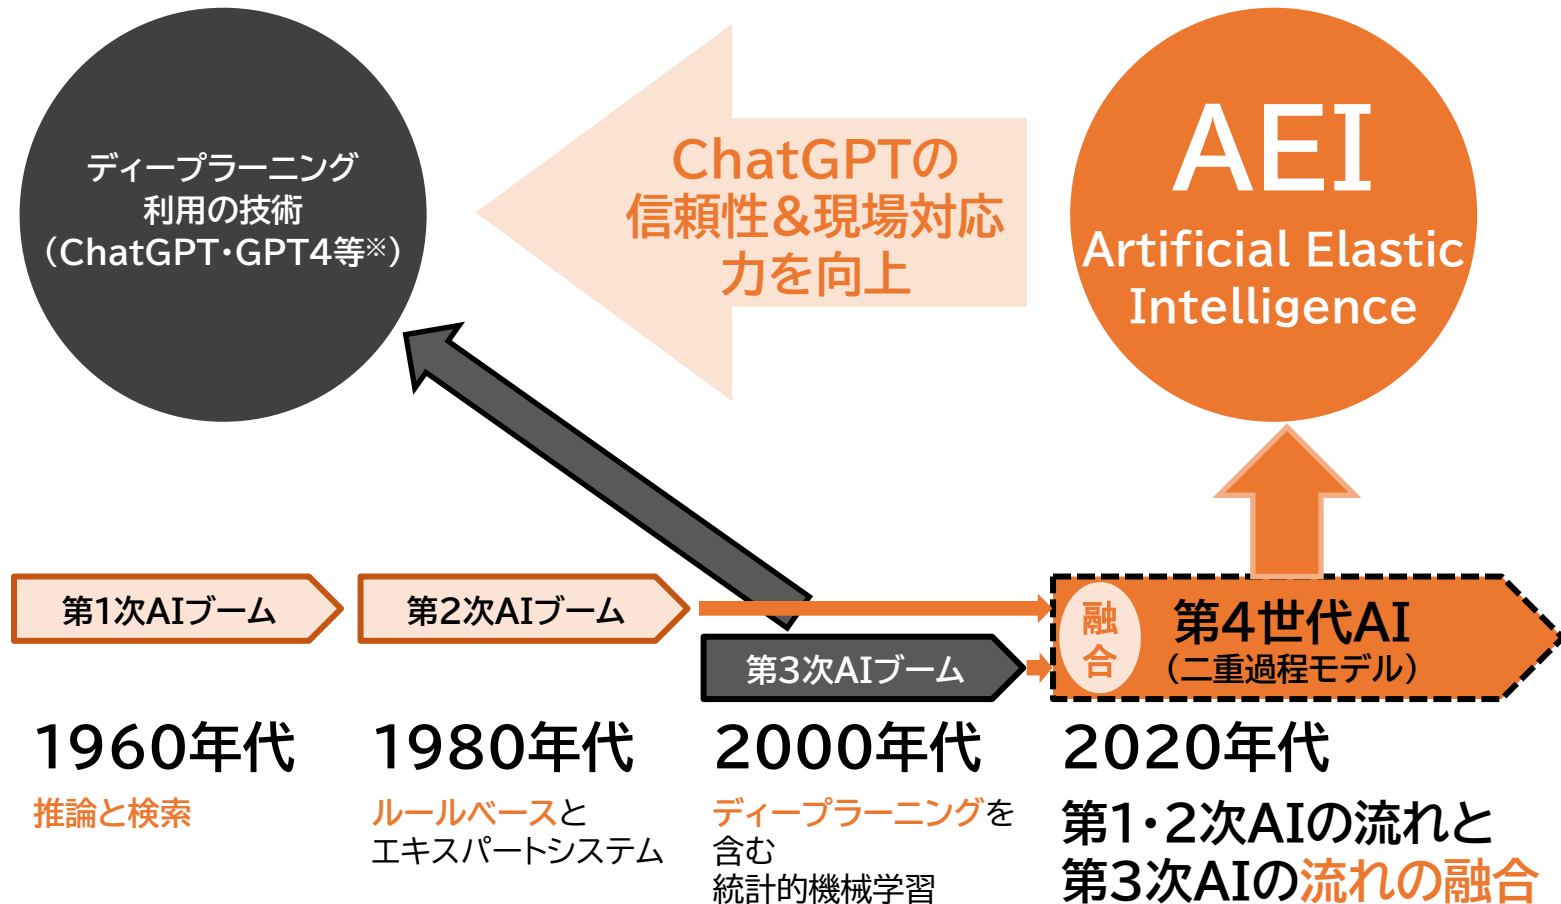 ディープラーニング
利用の技術
（ChatGPT・GPT4等※）
ChatGPTの
信頼性&現場対応
力を向上
AEI
Artificial Elastic
Intelligence
第1次AIブーム
第2次AIブーム
第3次AIブーム
融
合
第4世代AI
（二重過程モデル）
1960年代
推論と検索
1980年代
ルールベースと
エキスパートシステム
2000年代
ディープラーニングを
含む
統計的機械学習
2020年代
第1・2次AIの流れと
第3次AIの流れの融合